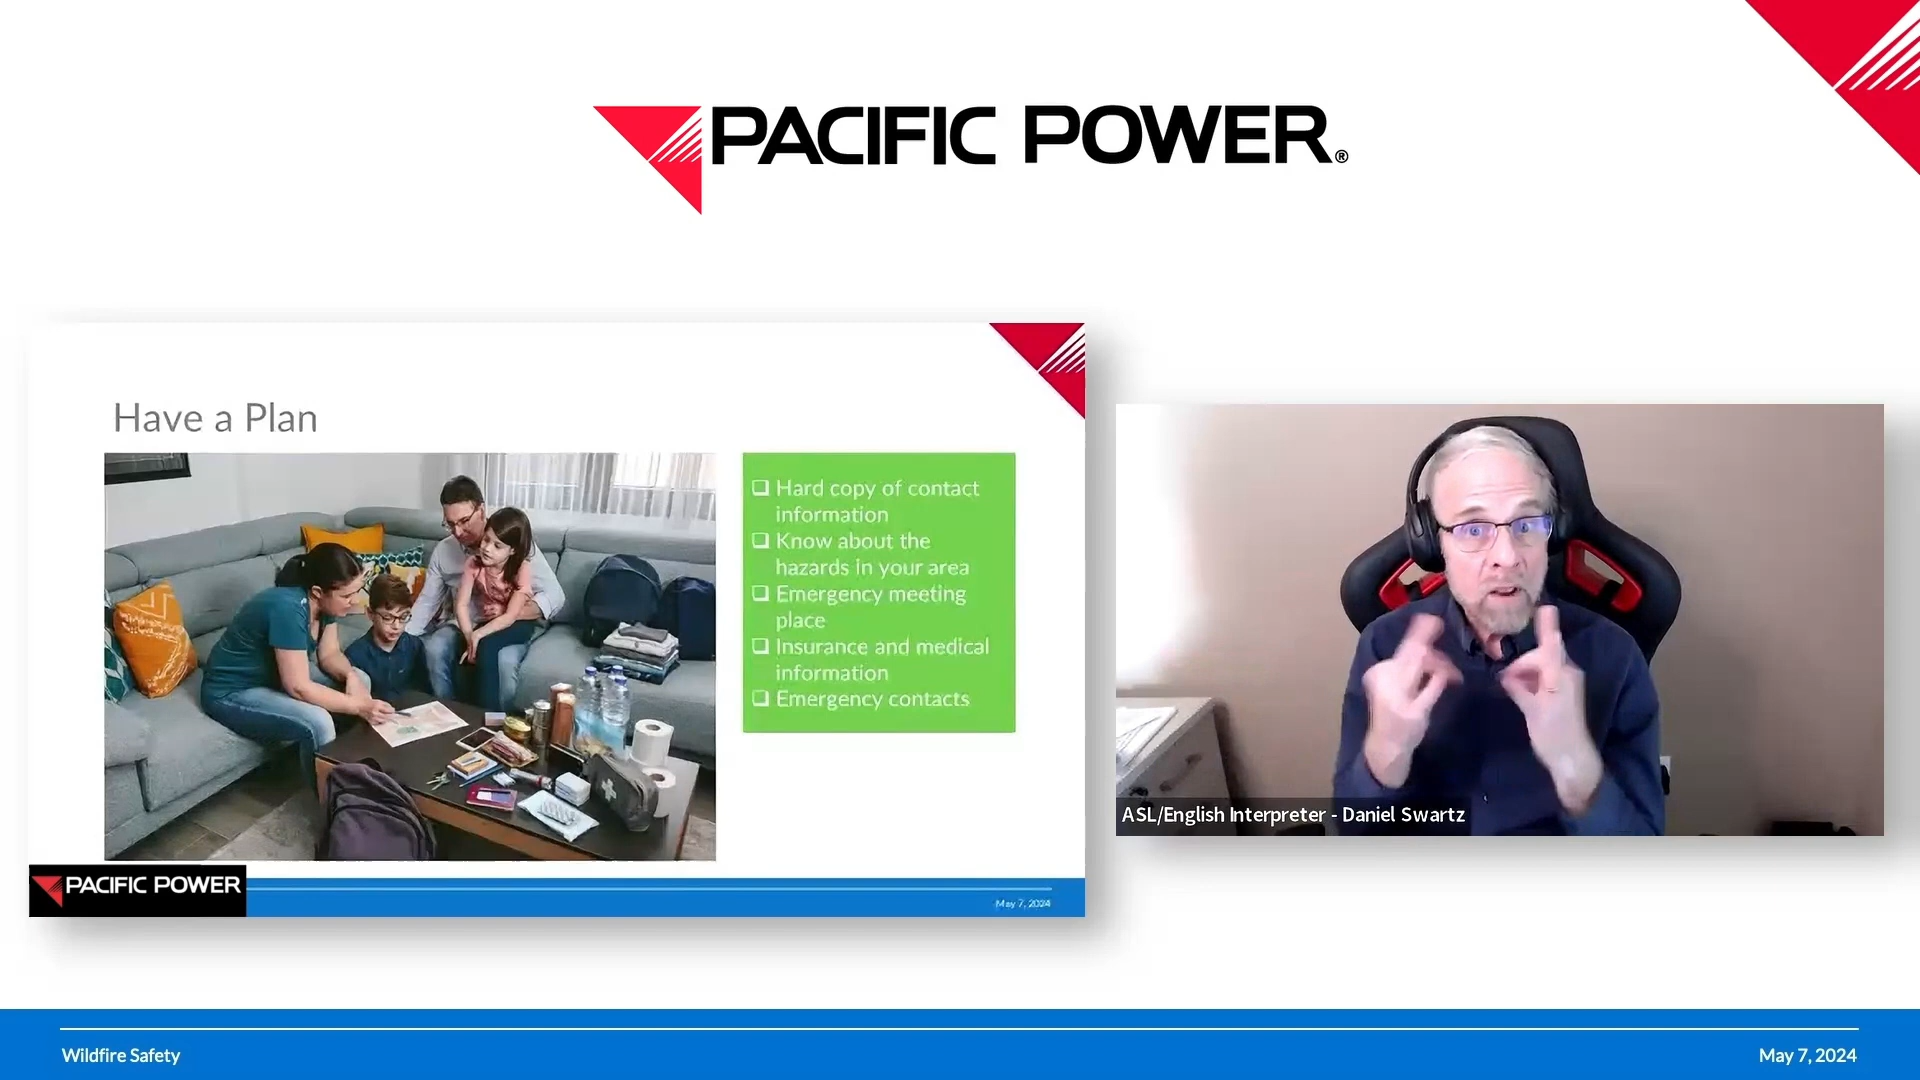 PACIFIC POWER®
Have a Plan
❑ Hard copy of contact
information
❑ Know about the
hazards in your area
❑ Emergency meeting
place
❑ Insurance and medical
information
❑ Emergency contacts
PACIFIC POWER
May 7, 2024
ASL/English Interpreter - Daniel Swartz
Wildfire Safety
May 7, 2024